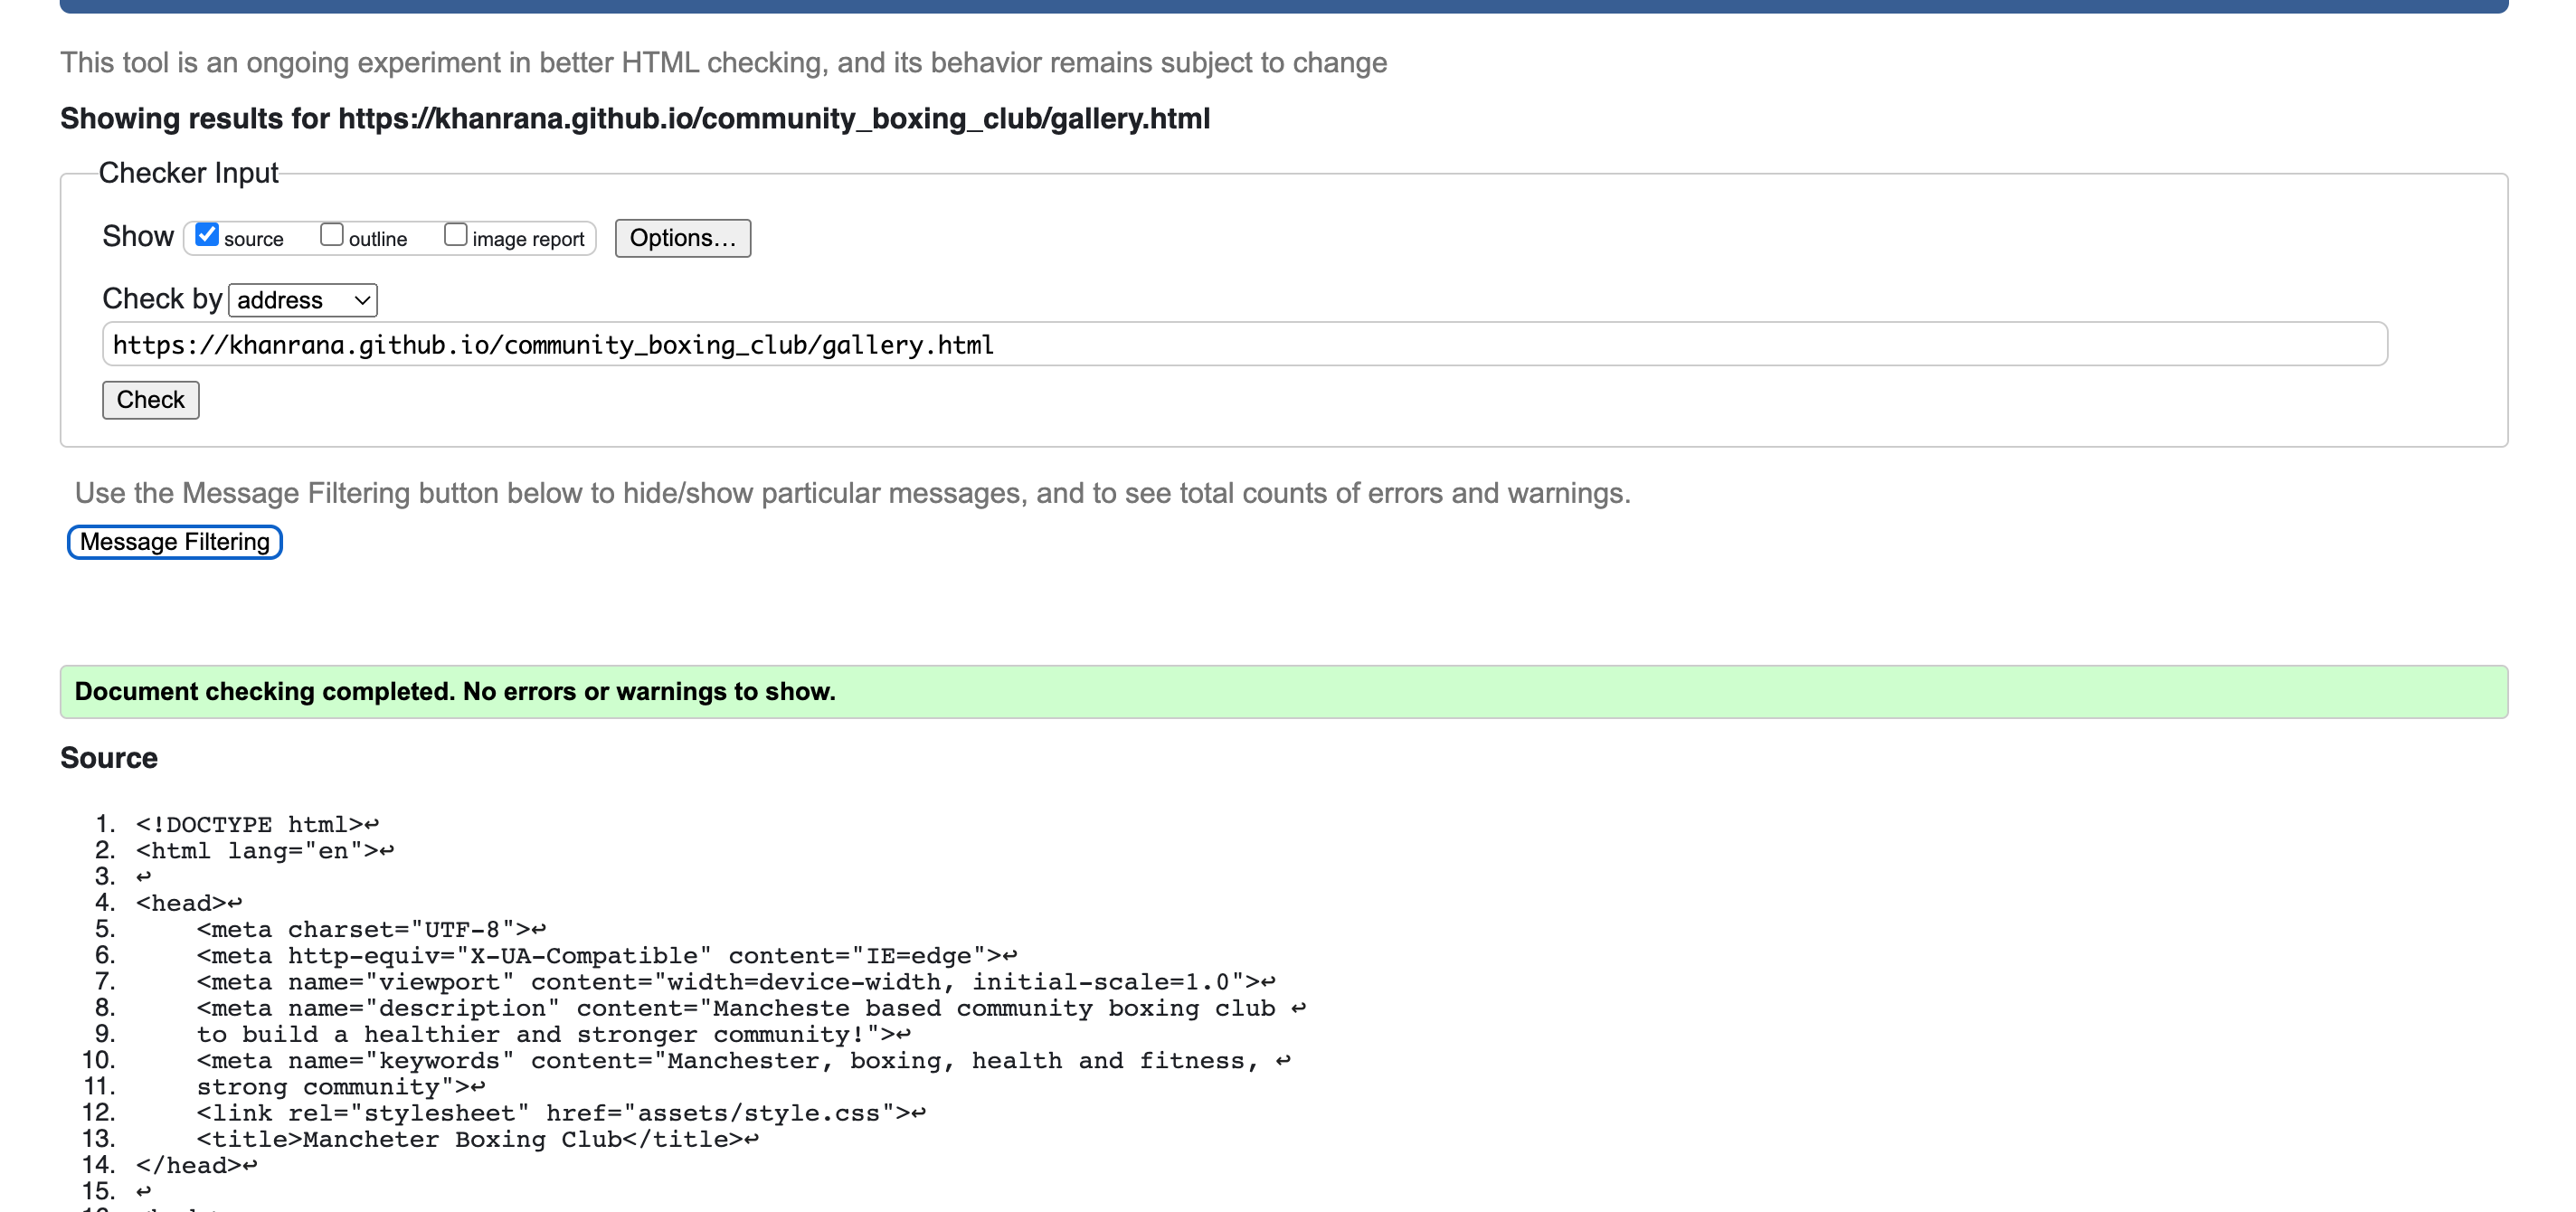 This tool is an ongoing experiment in better HTML checking, and its behavior remains subject to change
Showing results for https://khanrana.github.io/community_boxing_club/gallery.html
Checker Input
Show source outline image report Options…
Check by address
https://khanrana.github.io/community_boxing_club/gallery.html
Check
Use the Message Filtering button below to hide/show particular messages, and to see total counts of errors and warnings.
Message Filtering
Document checking completed. No errors or warnings to show.
Source
1. <!DOCTYPE html>↩
2. <html lang="en">↩
3. ↩
4. <head>↩
5. <meta charset="UTF-8">↩
6. <meta http-equiv="X-UA-Compatible" content="IE=edge">↩
7. <meta name="viewport" content="width=device-width, initial-scale=1.0">↩
8. <meta name="description" content="Mancheste based community boxing club ↩
9. to build a healthier and stronger community!">↩
10. <meta name="keywords" content="Manchester, boxing, health and fitness, ↩
11. strong community">↩
12. <link rel="stylesheet" href="assets/style.css">↩
13. <title>Mancheter Boxing Club</title>↩
14. </head>↩
15. ↩